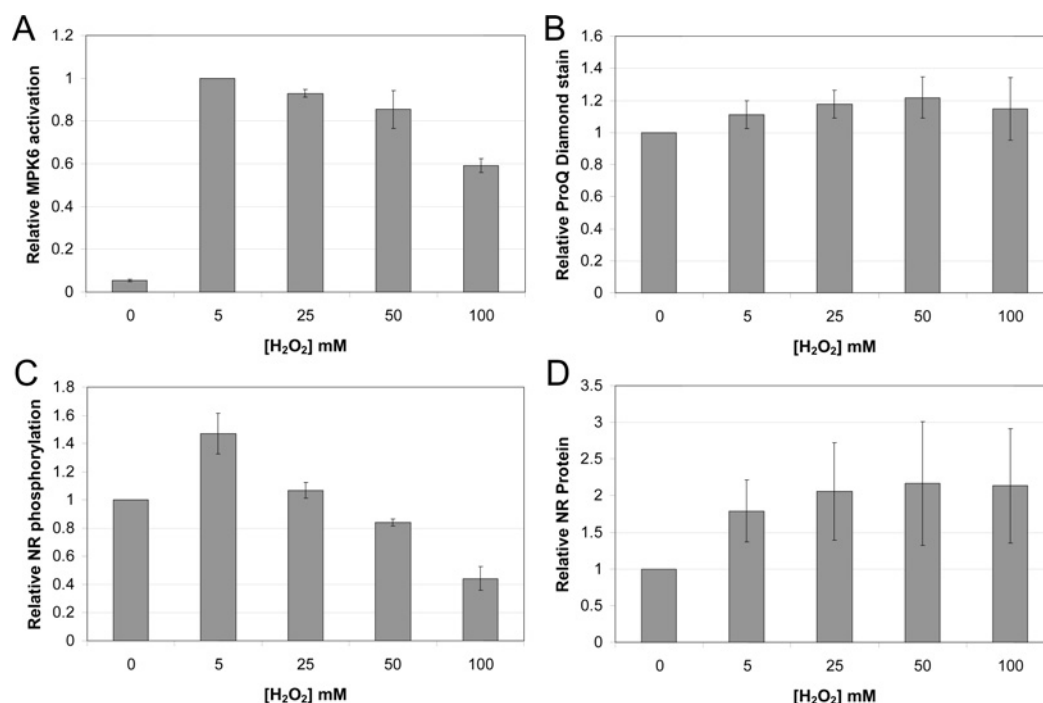 A
Relative MPK6 activation
1.2
1
0.8
0.6
0.4
0.2
0
0 5 25 50 100
[H₂O₂] mM
B
Relative ProQ Diamond stain
1.6
1.4
1.2
1
0.8
0.6
0.4
0.2
0
0 5 25 50 100
[H₂O₂] mM
C
Relative NR phosphorylation
1.8
1.6
1.4
1.2
1
0.8
0.6
0.4
0.2
0
0 5 25 50 100
[H₂O₂] mM
D
Relative NR Protein
3.5
3
2.5
2
1.5
1
0.5
0
0 5 25 50 100
[H₂O₂] mM